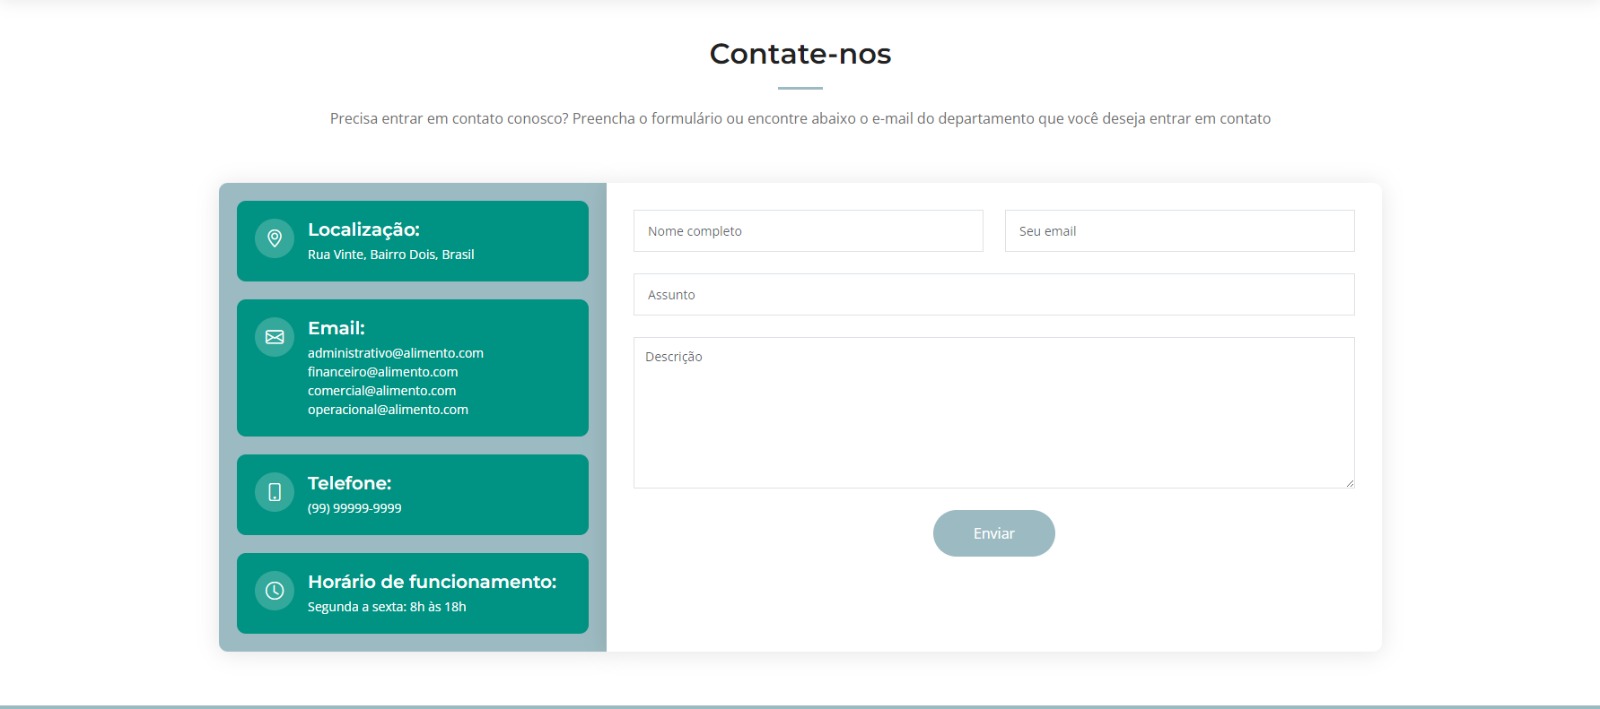 Contate-nos
Precisa entrar em contato conosco? Preencha o formulário ou encontre abaixo o e-mail do departamento que você deseja entrar em contato
Localização:
Rua Vinte, Bairro Dois, Brasil
Email:
administrativo@alimento.com
financeiro@alimento.com
comercial@alimento.com
operacional@alimento.com
Telefone:
(99) 99999-9999
Horário de funcionamento:
Segunda a sexta: 8h às 18h
Nome completo
Seu email
Assunto
Descrição
Enviar